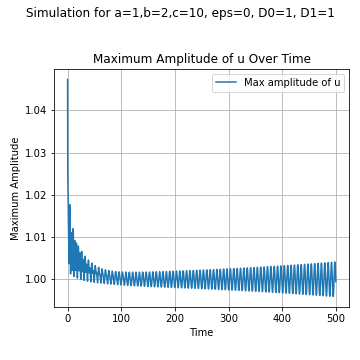 Simulation for a=1,b=2,c=10, eps=0, D0=1, D1=1
Maximum Amplitude of u Over Time
Max amplitude of u
Maximum Amplitude
1.04
1.03
1.02
1.01
1.00
0 100 200 300 400 500
Time